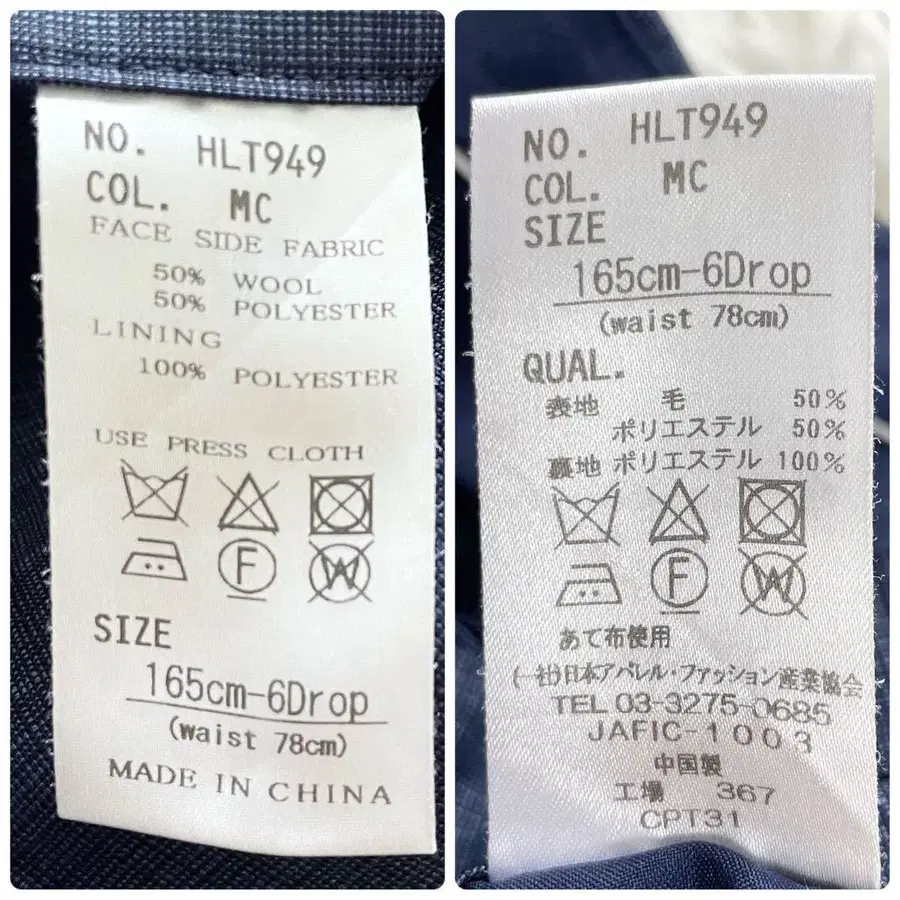 NO. HLT949
COL. MC
FACE SIDE FABRIC
50% WOOL
50% POLYESTER
LINING
100% POLYESTER
USE PRESS CLOTH
F
W
SIZE
165cm-6Drop
(waist 78cm)
MADE IN CHINA
NO. HLT949
COL. MC
SIZE
165cm-6Drop
(waist 78cm)
QUAL.
表地 毛 50%
ポリエステル 50%
裏地 ポリエステル 100%
F
W
あて布使用
(一社)日本アパレル・ファッション産業協会
TEL 03-3275-0685
JAFIC-1003
中国製
工場 367
CPT31